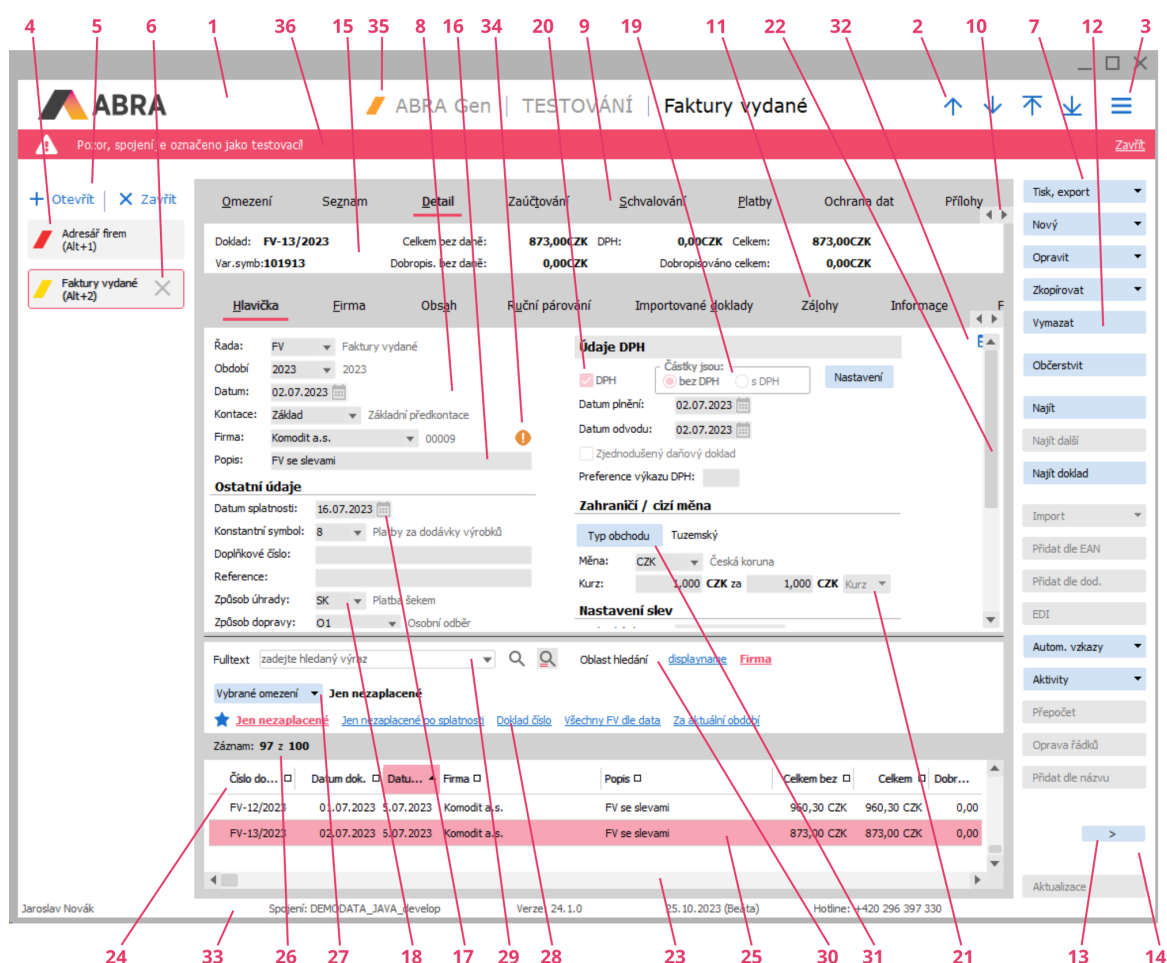 4 5 6 1 36 15 35 8 16 34 20 9 19 11 22 32 2 10 7 12 3
ABRA
ABRA Gen | TESTOVÁNÍ | Faktury vydané
Pozor, spojení je označeno jako testovací!
Zavřít
Otevřít
Zavřít
Adresář firem
(Alt+1)
Faktury vydané
(Alt+2)
Omezení Seznam Detail Zaúčtování Schvalování Platby Ochrana dat Přílohy
Doklad: FV-13/2023 Celkem bez daně: 873,00CZK DPH: 0,00CZK Celkem: 873,00CZK
Var.symb:101913 Dobropis. bez daně: 0,00CZK Dobropisováno celkem: 0,00CZK
Hlavička Firma Obsah Ruční párování Importované doklady Zálohy Informace F
Řada: FV Faktury vydané
Období 2023 2023
Datum: 02.07.2023
Kontace: Základ Základní předkontace
Firma: Komodit a.s. 00009
Popis: FV se slevami
Ostatní údaje
Datum splatnosti: 16.07.2023
Konstantní symbol: 8 Platby za dodávky výrobků
Doplňkové číslo:
Reference:
Způsob úhrady: SK Platba šekem
Způsob dopravy: O1 Osobní odběr
Údaje DPH
DPH
Částky jsou:
bez DPH s DPH
Nastavení
Datum plnění: 02.07.2023
Datum odvodu: 02.07.2023
Zjednodušený daňový doklad
Preference výkazu DPH:
Zahraničí / cizí měna
Typ obchodu Tuzemský
Měna: CZK Česká koruna
Kurz: 1,000 CZK za 1,000 CZK Kurz
Nastavení slev
Fulltext zadejte hledaný výraz Oblast hledání displayname Firma
Vybrané omezení Jen nezaplacené
Jen nezaplacené Jen nezaplacené po splatnosti Doklad číslo Všechny FV dle data Za aktuální období
Záznam: 97 z 100
Číslo do... Datum dok. Datu... Firma Popis Celkem bez Celkem Dobr...
FV-12/2023 01.07.2023 5.07.2023 Komodit a.s. FV se slevami 960,30 CZK 960,30 CZK 0,00
FV-13/2023 02.07.2023 5.07.2023 Komodit a.s. FV se slevami 873,00 CZK 873,00 CZK 0,00
Tisk, export
Nový
Opravit
Zkopírovat
Vymazat
Občerstvit
Najít
Najít další
Najít doklad
Import
Přidat dle EAN
Přidat dle dod.
EDI
Autom. vzkazy
Aktivity
Přepočet
Oprava řádků
Přidat dle názvu
>
Aktualizace
Jaroslav Novák Spojení: DEMODATA_JAVA_develop Verze: 24.1.0 25.10.2023 (Beáta) Hotline: +420 296 397 330
24 33 26 27 18 17 29 28 23 25 30 31 21 13 14